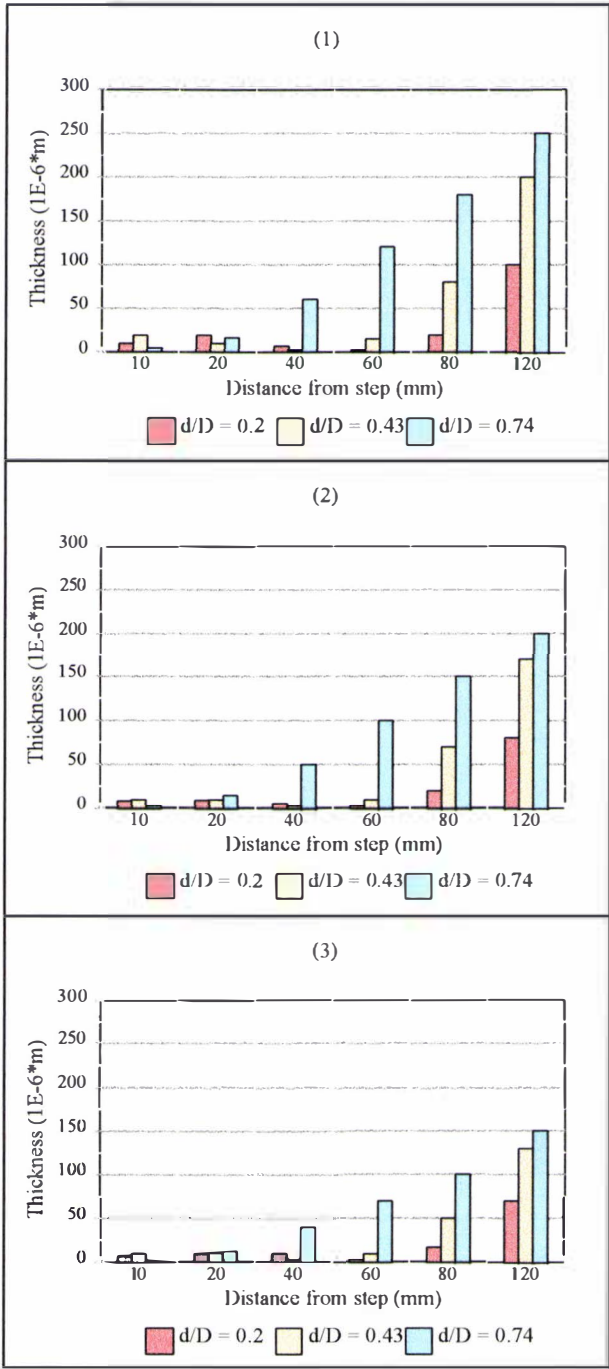 (1)
300
250
200
150
100
50
0
Thickness (1E-6*m)
10 20 40 60 80 120
Distance from step (mm)
d/D = 0.2 d/D = 0.43 d/D = 0.74
(2)
300
250
200
150
100
50
0
Thickness (1E-6*m)
10 20 40 60 80 120
Distance from step (mm)
d/D = 0.2 d/D = 0.43 d/D = 0.74
(3)
300
250
200
150
100
50
0
Thickness (1E-6*m)
10 20 40 60 80 120
Distance from step (mm)
d/D = 0.2 d/D = 0.43 d/D = 0.74